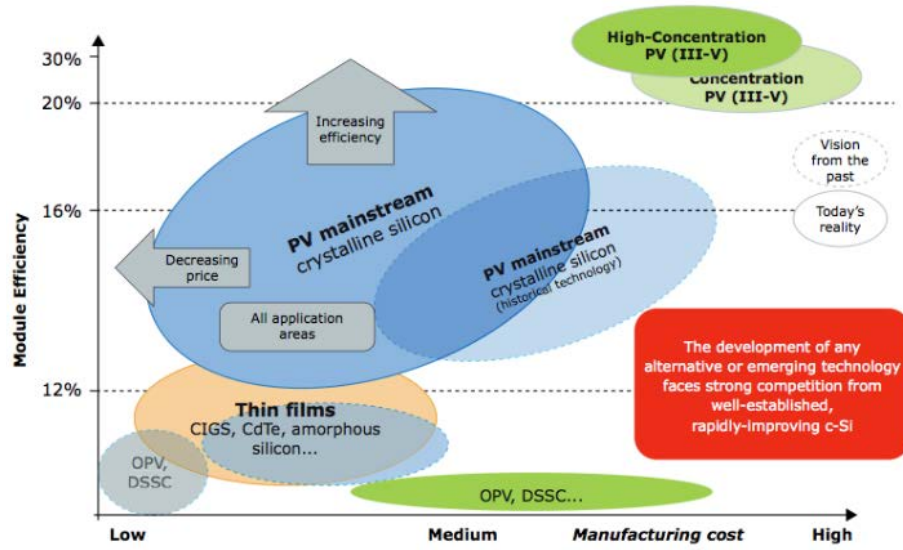 High-Concentration
PV (III-V)
Concentration
PV (III-V)
30%
20%
16%
12%
Module Efficiency
Increasing
efficiency
Vision
from the
past
Today's
reality
PV mainstream
crystalline silicon
Decreasing
price
PV mainstream
crystalline silicon
(historical technology)
All application
areas
The development of any
alternative or emerging technology
faces strong competition from
well-established,
rapidly-improving c-Si
Thin films
CIGS, CdTe, amorphous
silicon...
OPV,
DSSC
OPV, DSSC...
Low
Medium
Manufacturing cost
High